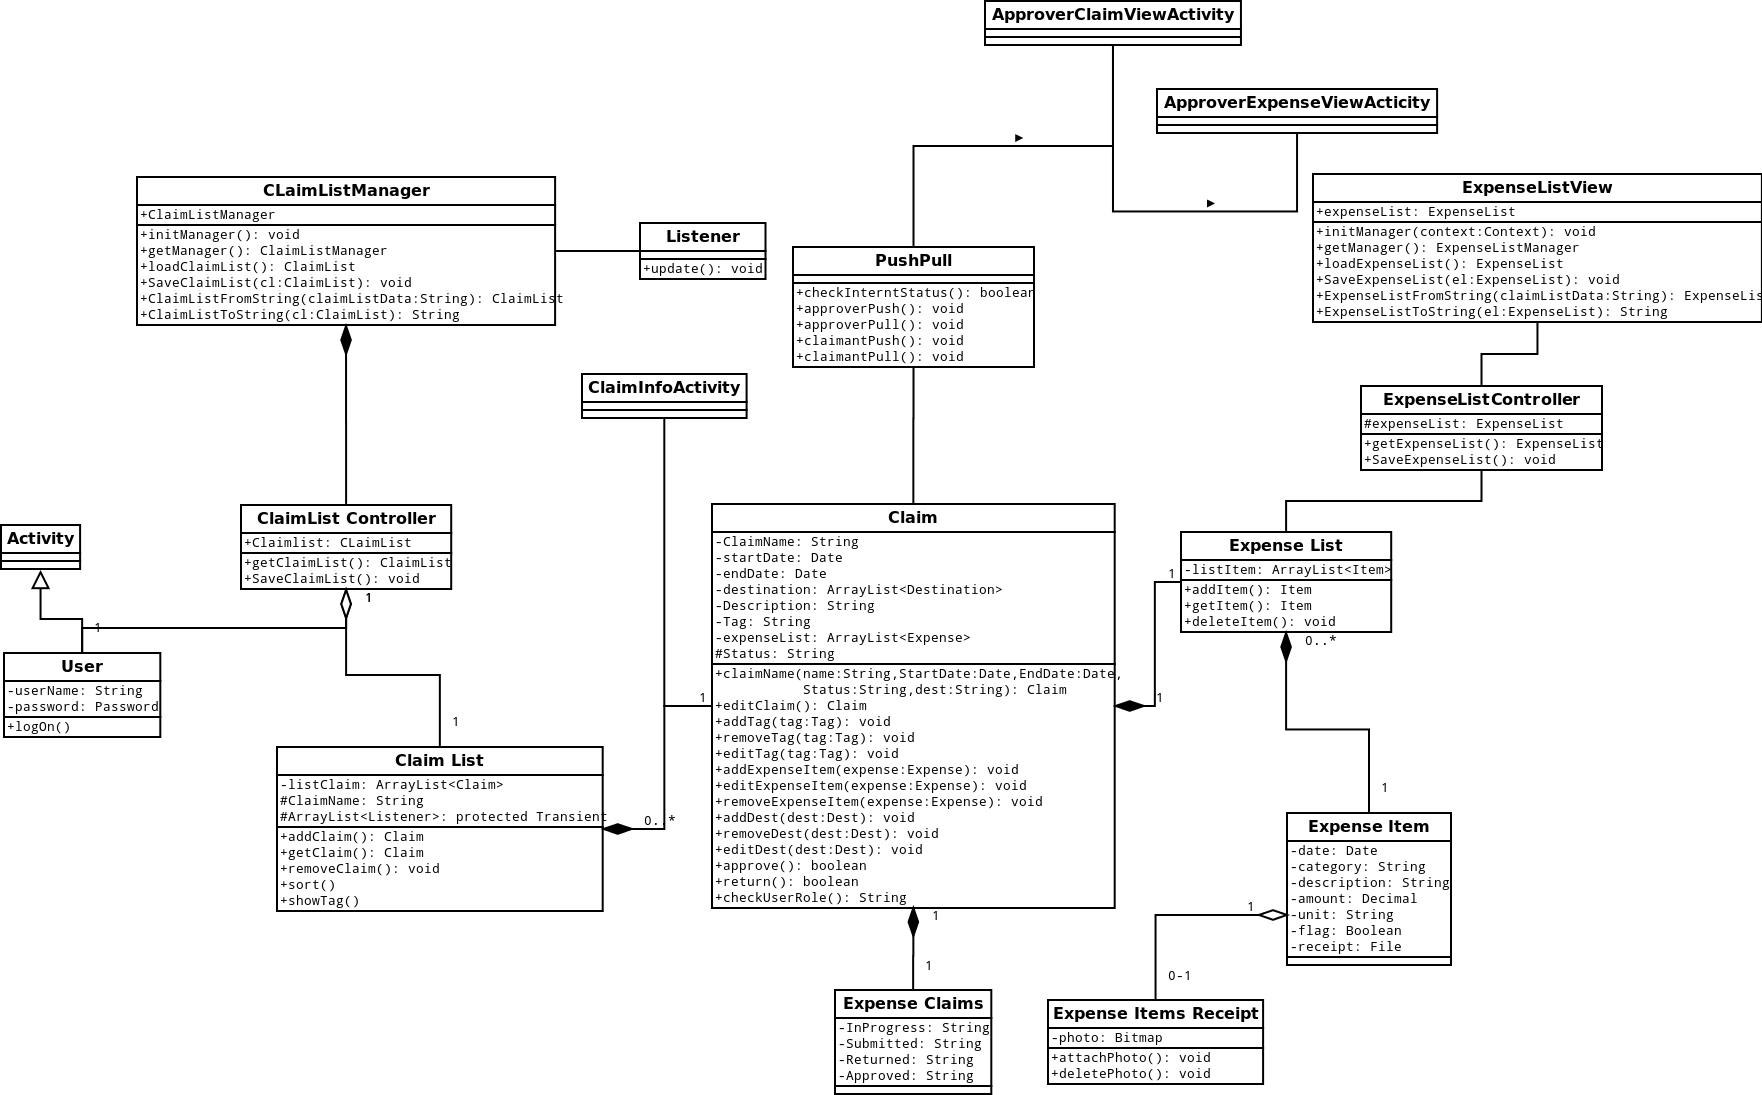 ApproverClaimViewActivity
ApproverExpenseViewActicity
CLaimListManager
+ClaimListManager
+initManager(): void
+getManager(): ClaimListManager
+loadClaimList(): ClaimList
+SaveClaimList(cl:ClaimList): void
+ClaimListFromString(claimListData:String): ClaimList
+ClaimListToString(cl:ClaimList): String
Listener
+update(): void
PushPull
+checkInterntStatus(): boolean
+approverPush(): void
+approverPull(): void
+claimantPush(): void
+claimantPull(): void
ExpenseListView
+expenseList: ExpenseList
+initManager(context:Context): void
+getManager(): ExpenseListManager
+loadExpenseList(): ExpenseList
+SaveExpenseList(el:ExpenseList): void
+ExpenseListFromString(claimListData:String): ExpenseLis
+ExpenseListToString(el:ExpenseList): String
ClaimInfoActivity
ExpenseListController
#expenseList: ExpenseList
+getExpenseList(): ExpenseList
+SaveExpenseList(): void
Activity
ClaimList Controller
+Claimlist: CLaimList
+getClaimList(): ClaimList
+SaveClaimList(): void
1
1
User
-userName: String
-password: Password
+logOn()
1
Claim List
-listClaim: ArrayList<Claim>
#ClaimName: String
#ArrayList<Listener>: protected Transient
+addClaim(): Claim
+getClaim(): Claim
+removeClaim(): void
+sort()
+showTag()
0..*
1
Claim
-ClaimName: String
-startDate: Date
-endDate: Date
-destination: ArrayList<Destination>
-Description: String
-Tag: String
-expenseList: ArrayList<Expense>
#Status: String
+claimName(name:String,StartDate:Date,EndDate:Date,
Status:String,dest:String): Claim
+editClaim(): Claim
+addTag(tag:Tag): void
+removeTag(tag:Tag): void
+editTag(tag:Tag): void
+addExpenseItem(expense:Expense): void
+editExpenseItem(expense:Expense): void
+removeExpenseItem(expense:Expense): void
+addDest(dest:Dest): void
+removeDest(dest:Dest): void
+editDest(dest:Dest): void
+approve(): boolean
+return(): boolean
+checkUserRole(): String
1
1
Expense List
-listItem: ArrayList<Item>
+addItem(): Item
+getItem(): Item
+deleteItem(): void
0..*
1
Expense Item
-date: Date
-category: String
-description: String
-amount: Decimal
-unit: String
-flag: Boolean
-receipt: File
1
0-1
1
1
Expense Claims
-InProgress: String
-Submitted: String
-Returned: String
-Approved: String
Expense Items Receipt
-photo: Bitmap
+attachPhoto(): void
+deletePhoto(): void